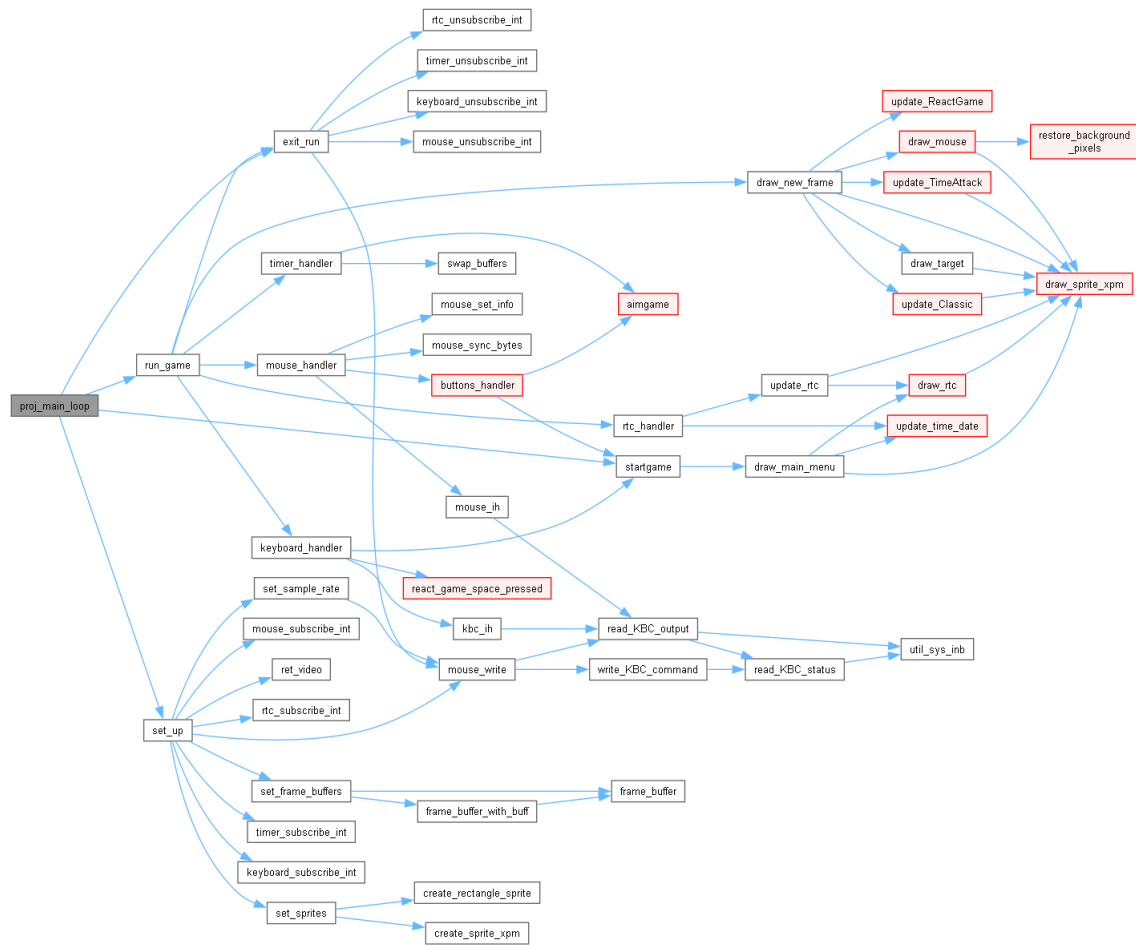 rtc_unsubscribe_int
timer_unsubscribe_int
keyboard_unsubscribe_int
update_ReactGame
exit_run
mouse_unsubscribe_int
draw_mouse
restore_background
_pixels
draw_new_frame
update_TimeAttack
timer_handler
swap_buffers
draw_target
draw_sprite_xpm
mouse_set_info
aimgame
update_Classic
mouse_sync_bytes
run_game
mouse_handler
buttons_handler
update_rtc
draw_rtc
proj_main_loop
rtc_handler
update_time_date
startgame
draw_main_menu
mouse_ih
keyboard_handler
set_sample_rate
react_game_space_pressed
mouse_subscribe_int
kbc_ih
read_KBC_output
util_sys_inb
ret_video
mouse_write
write_KBC_command
read_KBC_status
rtc_subscribe_int
set_up
set_frame_buffers
frame_buffer
frame_buffer_with_buff
timer_subscribe_int
keyboard_subscribe_int
create_rectangle_sprite
set_sprites
create_sprite_xpm